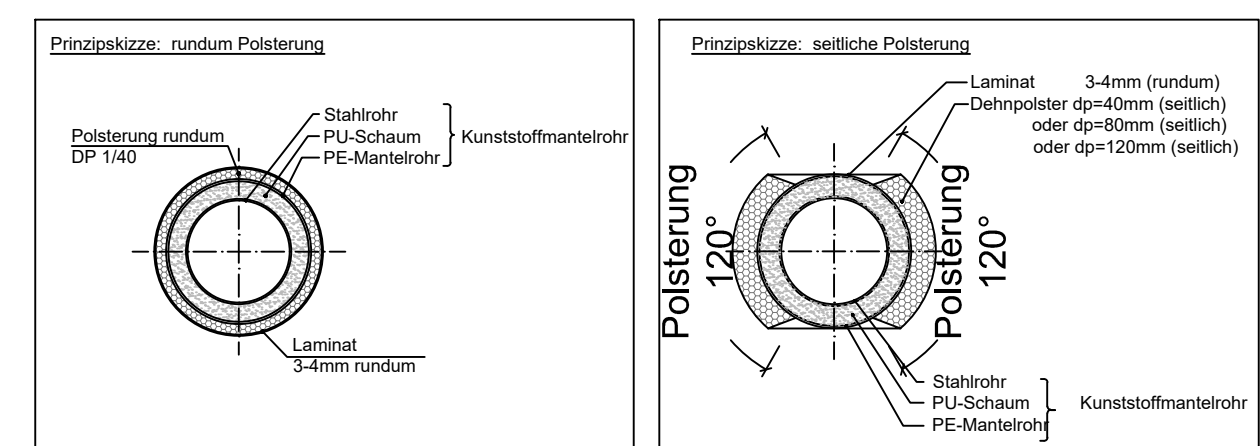 Prinzipskizze: rundum Polsterung
Stahlrohr
PU-Schaum
PE-Mantelrohr
Kunststoffmantelrohr
Polsterung rundum
DP 1/40
Laminat
3-4mm rundum
Prinzipskizze: seitliche Polsterung
Laminat 3-4mm (rundum)
Dehnpolster dp=40mm (seitlich)
oder dp=80mm (seitlich)
oder dp=120mm (seitlich)
Polsterung
120°
Polsterung
120°
Stahlrohr
PU-Schaum
PE-Mantelrohr
Kunststoffmantelrohr